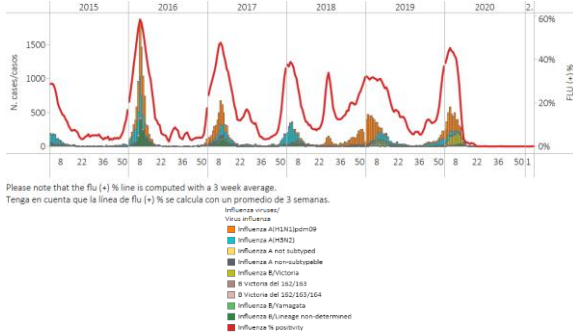 2015 2016 2017 2018 2019 2020 2.
60%
1500
40%
1000
20%
500
0 0%
8 22 36 50 8 22 36 50 8 22 36 50 8 22 36 50 8 22 36 50 8 22 36 50 1
N. cases/casos
FLU (+) %
Please note that the flu (+) % line is computed with a 3 week average.
Tenga en cuenta que la línea de flu (+) % se calcula con un promedio de 3 semanas.
Influenza viruses/
Virus influenza
Influenza A(H1N1)pdm09
Influenza A(H3N2)
Influenza A not subtyped
Influenza A non-subtypable
Influenza B/Victoria
B Victoria del 162/163
B Victoria del 162/163/164
Influenza B/Yamagata
Influenza B/Lineage non-determined
Influenza % positivity